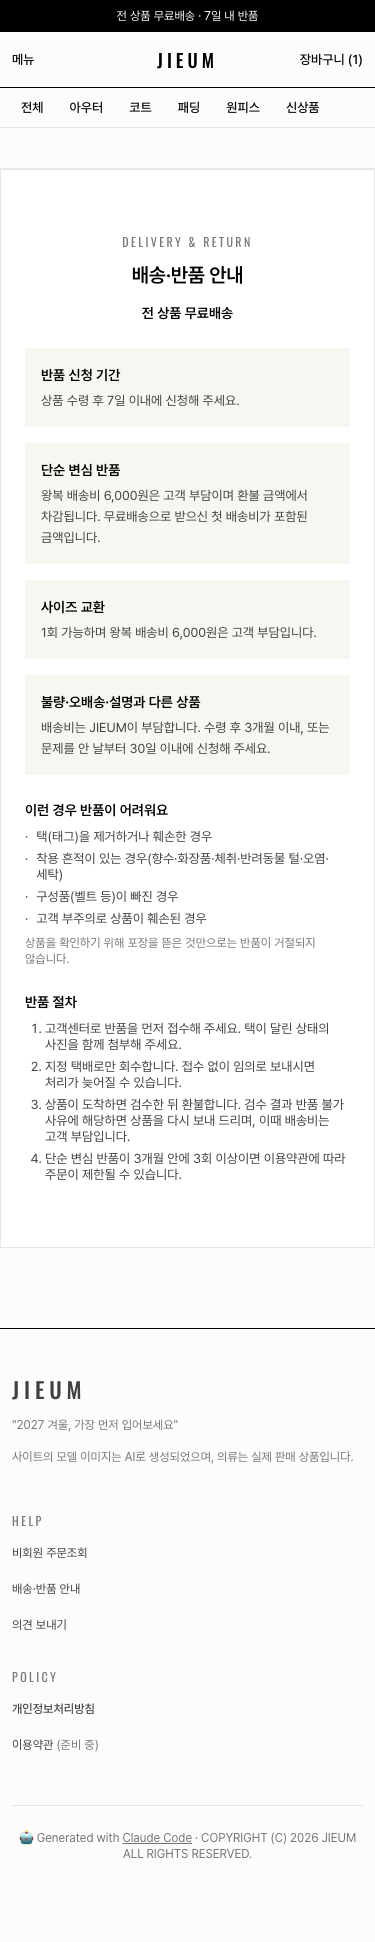 전 상품 무료배송 · 7일 내 반품
메뉴 JIEUM 장바구니 (1)
전체 아우터 코트 패딩 원피스 신상품
DELIVERY & RETURN
배송·반품 안내
전 상품 무료배송
반품 신청 기간
상품 수령 후 7일 이내에 신청해 주세요.
단순 변심 반품
왕복 배송비 6,000원은 고객 부담이며 환불 금액에서
차감됩니다. 무료배송으로 받으신 첫 배송비가 포함된
금액입니다.
사이즈 교환
1회 가능하며 왕복 배송비 6,000원은 고객 부담입니다.
불량·오배송·설명과 다른 상품
배송비는 JIEUM이 부담합니다. 수령 후 3개월 이내, 또는
문제를 안 날부터 30일 이내에 신청해 주세요.
이런 경우 반품이 어려워요
· 택(태그)을 제거하거나 훼손한 경우
· 착용 흔적이 있는 경우(향수·화장품·체취·반려동물 털·오염·
세탁)
· 구성품(벨트 등)이 빠진 경우
· 고객 부주의로 상품이 훼손된 경우
상품을 확인하기 위해 포장을 뜯은 것만으로는 반품이 거절되지
않습니다.
반품 절차
1. 고객센터로 반품을 먼저 접수해 주세요. 택이 달린 상태의
사진을 함께 첨부해 주세요.
2. 지정 택배로만 회수합니다. 접수 없이 임의로 보내시면
처리가 늦어질 수 있습니다.
3. 상품이 도착하면 검수한 뒤 환불합니다. 검수 결과 반품 불가
사유에 해당하면 상품을 다시 보내 드리며, 이때 배송비는
고객 부담입니다.
4. 단순 변심 반품이 3개월 안에 3회 이상이면 이용약관에 따라
주문이 제한될 수 있습니다.
JIEUM
"2027 겨울, 가장 먼저 입어보세요"
사이트의 모델 이미지는 AI로 생성되었으며, 의류는 실제 판매 상품입니다.
HELP
비회원 주문조회
배송·반품 안내
의견 보내기
POLICY
개인정보처리방침
이용약관 (준비 중)
🤖 Generated with Claude Code · COPYRIGHT (C) 2026 JIEUM
ALL RIGHTS RESERVED.